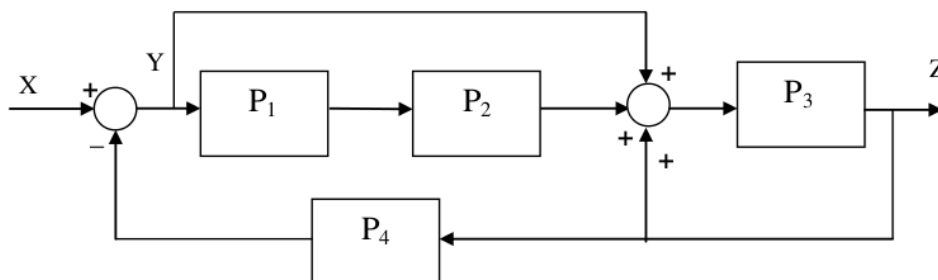 X
Y
Z
+
−
P1
P2
+
+
+
P3
P4